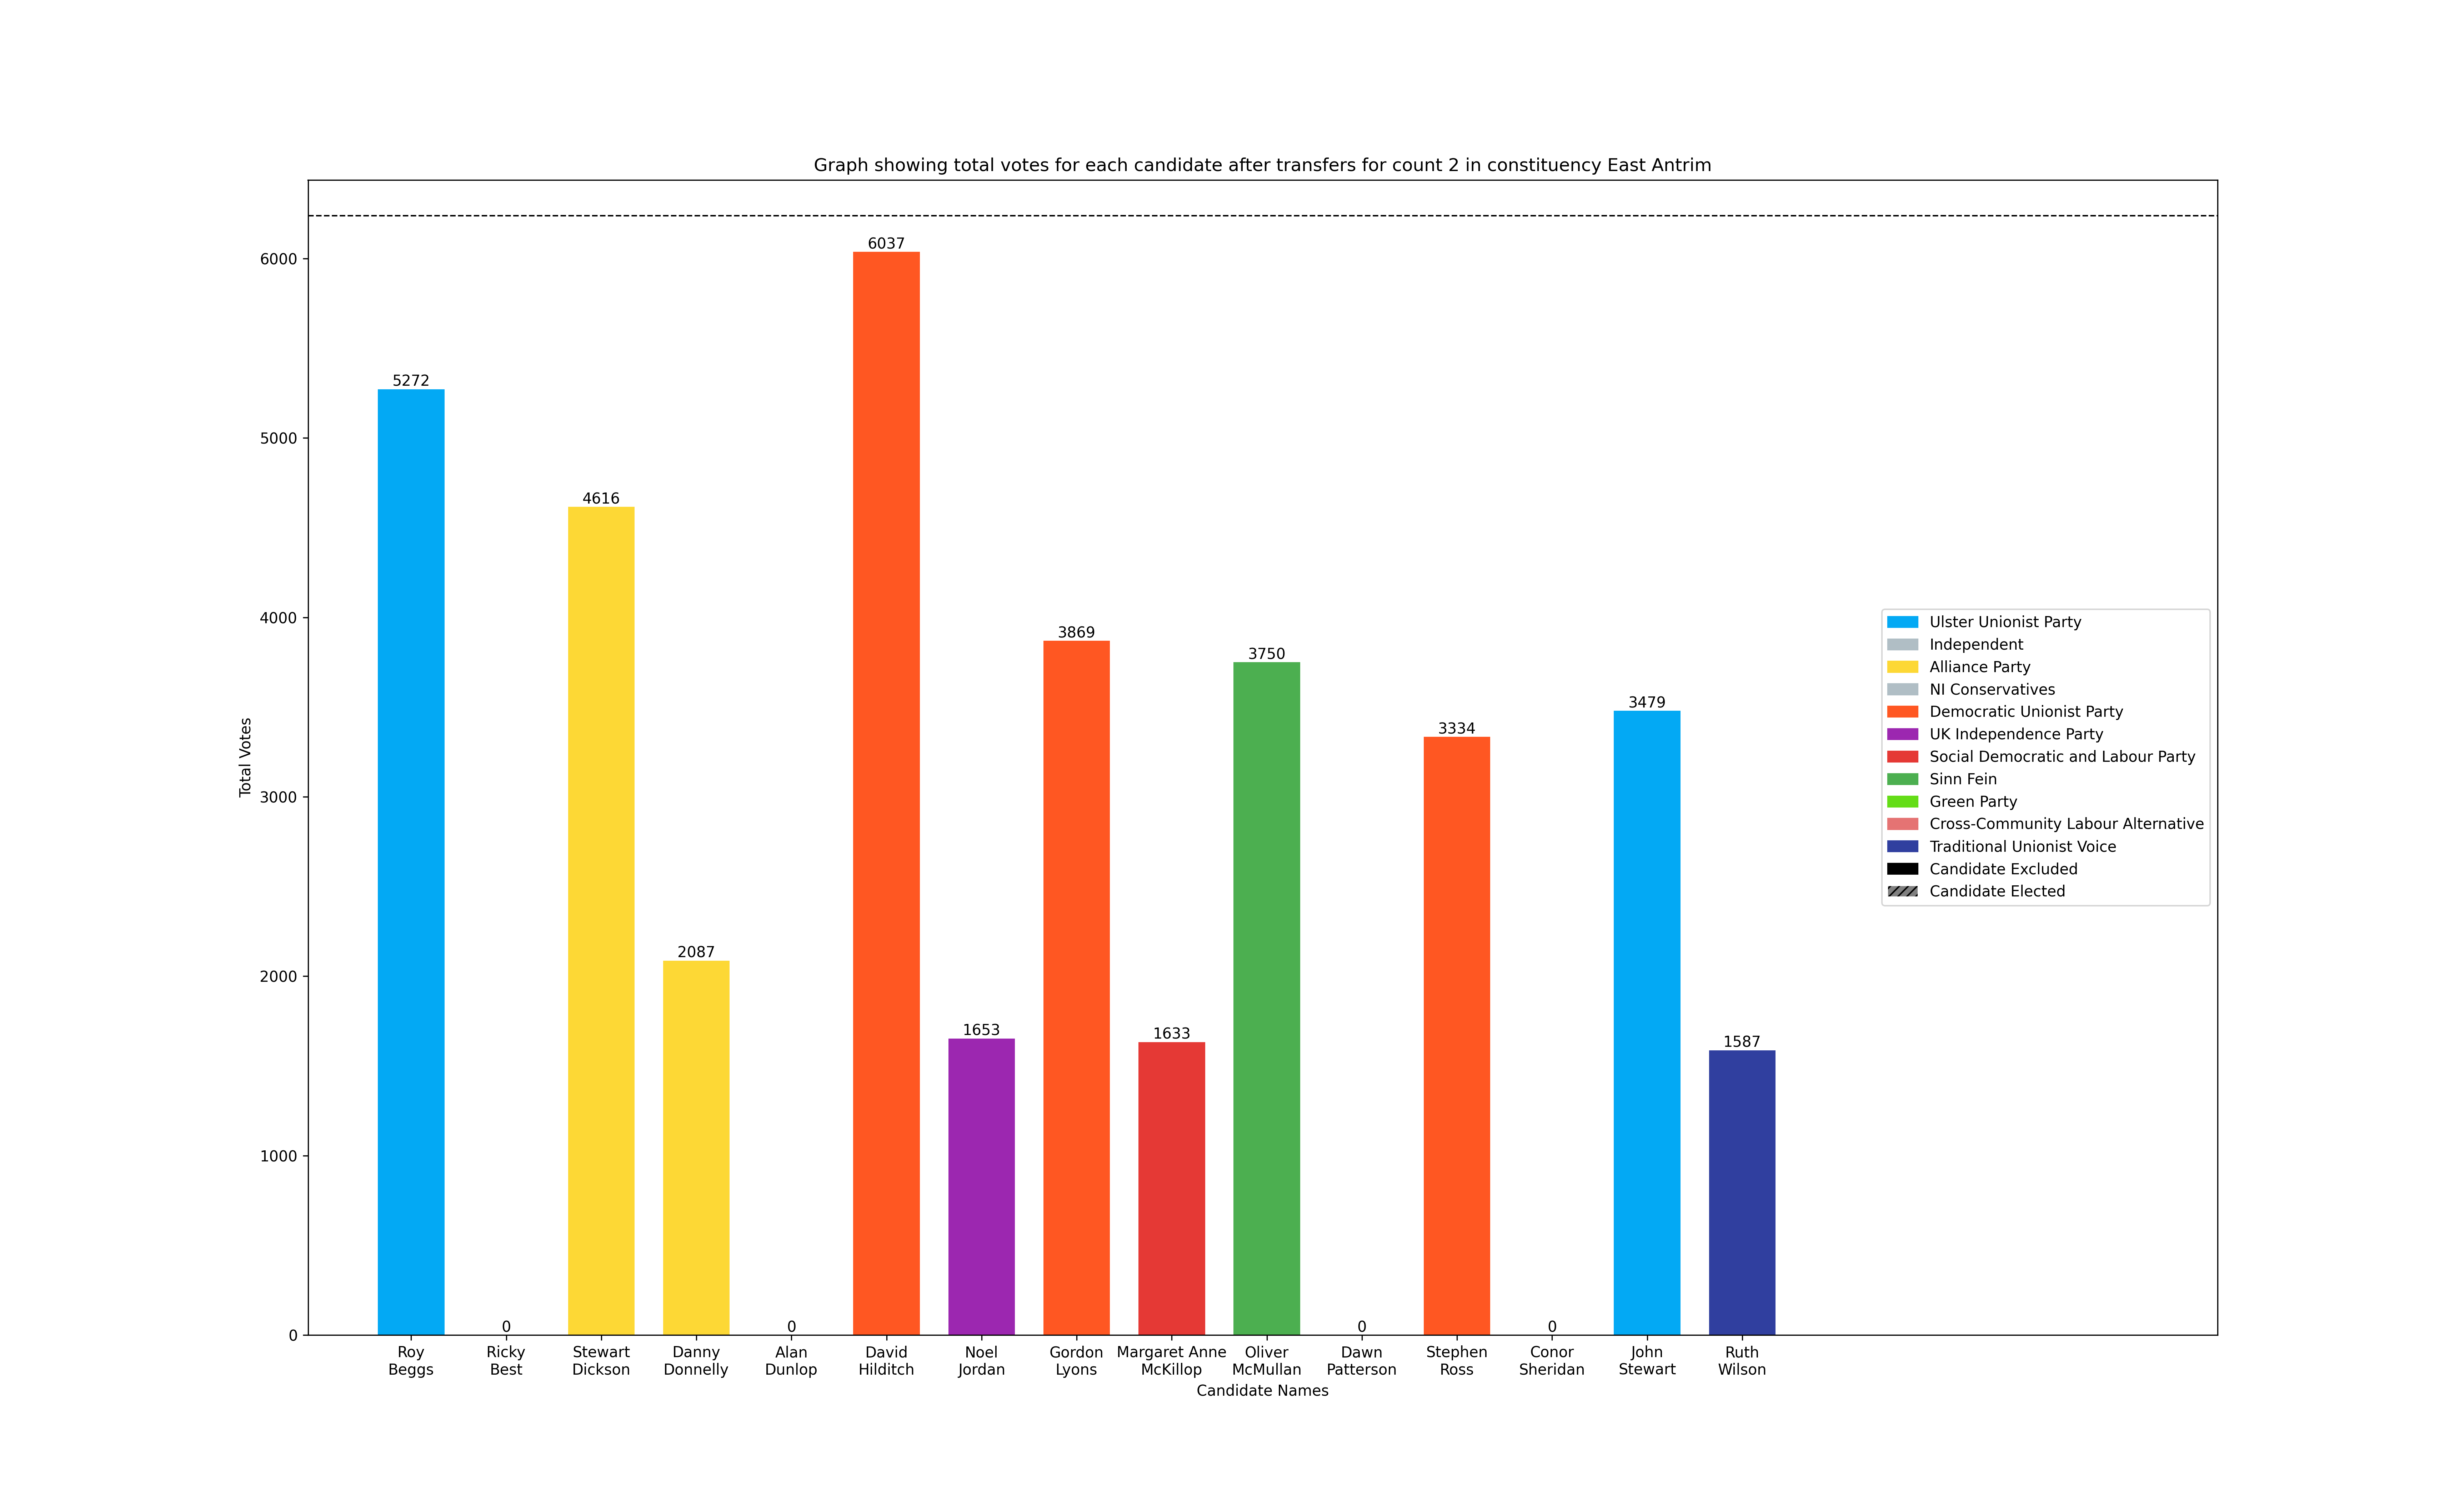 Graph showing total votes for each candidate after transfers for count 2 in constituency East Antrim
Total Votes
6000
5000
4000
3000
2000
1000
0
5272
0
4616
2087
0
6037
1653
3869
1633
3750
0
3334
0
3479
1587
Roy
Beggs
Ricky
Best
Stewart
Dickson
Danny
Donnelly
Alan
Dunlop
David
Hilditch
Noel
Jordan
Gordon
Lyons
Margaret Anne
McKillop
Oliver
McMullan
Dawn
Patterson
Stephen
Ross
Conor
Sheridan
John
Stewart
Ruth
Wilson
Candidate Names
Ulster Unionist Party
Independent
Alliance Party
NI Conservatives
Democratic Unionist Party
UK Independence Party
Social Democratic and Labour Party
Sinn Fein
Green Party
Cross-Community Labour Alternative
Traditional Unionist Voice
Candidate Excluded
Candidate Elected